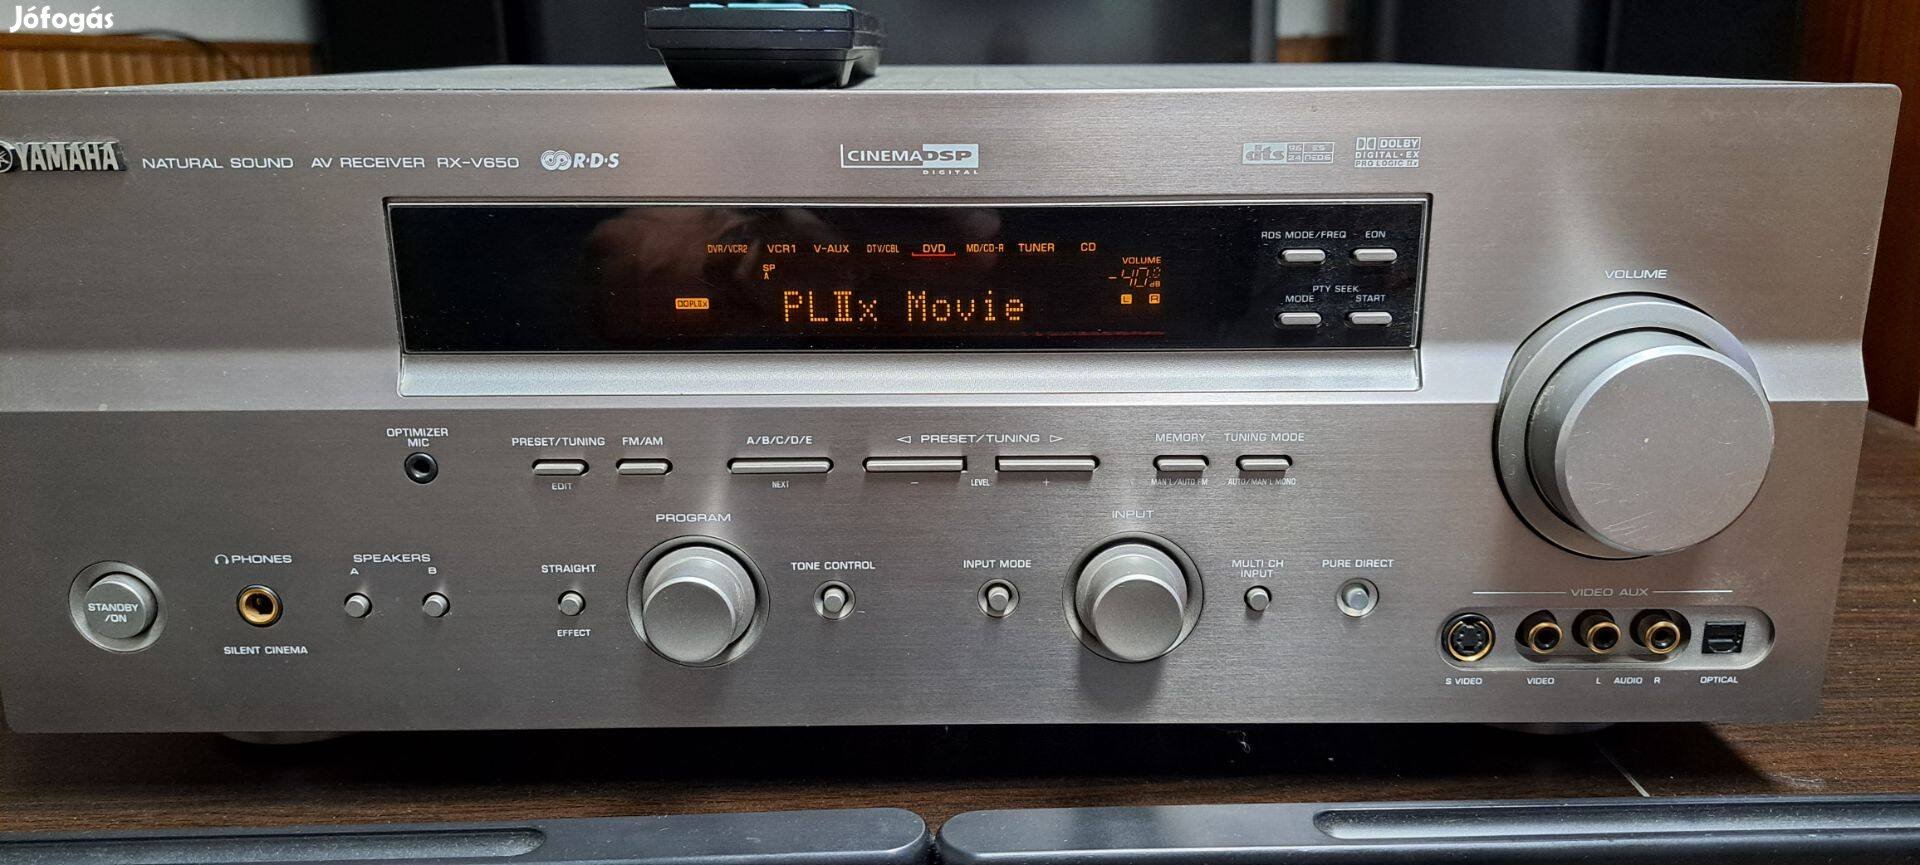 Jófogás
YAMAHA NATURAL SOUND AV RECEIVER RX-V650 R·D·S
CINEMA DSP
DIGITAL
dts 96 ES
24 NEO6
DOLBY
DIGITAL·EX
PRO LOGIC IIx
DVR/VCR2 VCR1 V-AUX DTV/CBL DVD MD/CD-R TUNER CD
SP
A
VOLUME
-40.0 dB
L R
PLIIx
PLIIx Movie
RDS MODE/FREQ EON
PTY SEEK
MODE START
VOLUME
OPTIMIZER
MIC
PRESET/TUNING FM/AM A/B/C/D/E ◁ PRESET/TUNING ▷ MEMORY TUNING MODE
EDIT NEXT − LEVEL + MAN'L/AUTO FM AUTO/MAN'L MONO
PROGRAM INPUT
PHONES SPEAKERS
A B
STRAIGHT TONE CONTROL INPUT MODE MULTI CH
INPUT
PURE DIRECT
STANDBY
/ON
EFFECT
SILENT CINEMA
VIDEO AUX
S VIDEO VIDEO L AUDIO R OPTICAL